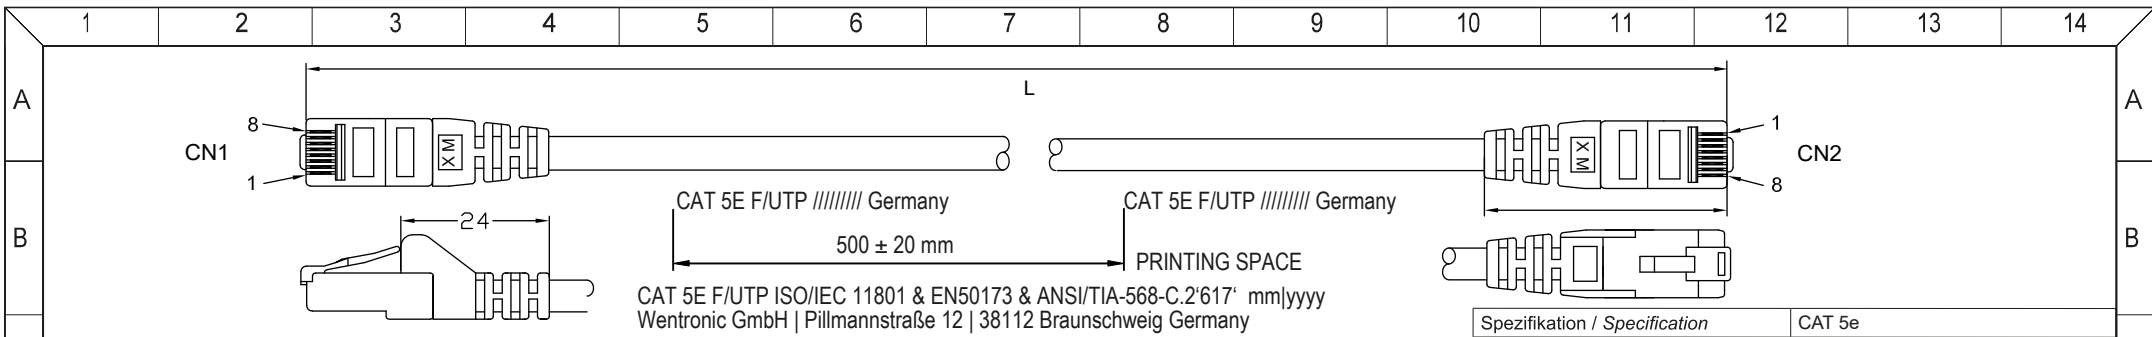 1 2 3 4 5 6 7 8 9 10 11 12 13 14
A A
L
8 1
CN1 XM XM CN2
1 8
CAT 5E F/UTP ///////// Germany CAT 5E F/UTP ///////// Germany
24
B B
500 ± 20 mm
PRINTING SPACE
CAT 5E F/UTP ISO/IEC 11801 & EN50173 & ANSI/TIA-568-C.2‘617‘ mm|yyyy
Wentronic GmbH | Pillmannstraße 12 | 38112 Braunschweig Germany
Spezifikation / Specification CAT 5e